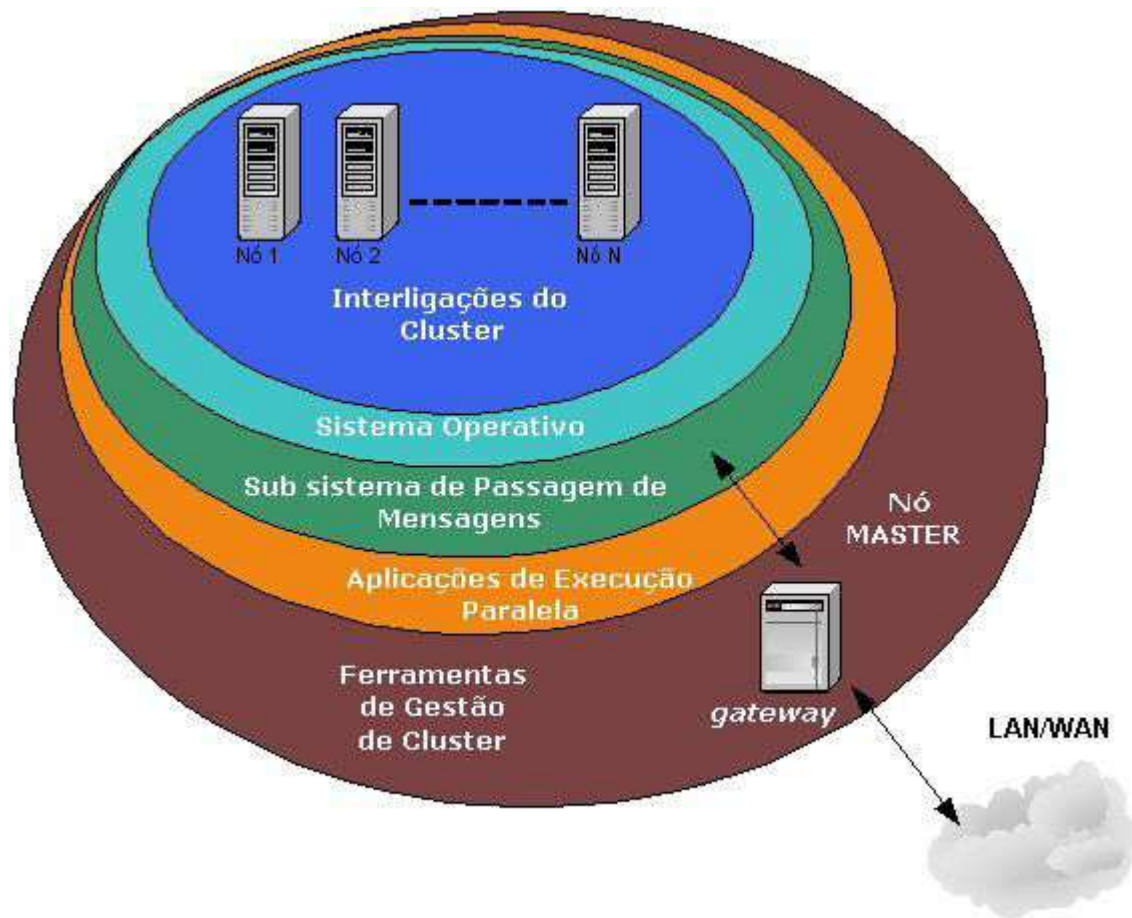 Nó 1
Nó 2
Nó N
Interligações do
Cluster
Sistema Operativo
Sub sistema de Passagem de
Mensagens
Aplicações de Execução
Paralela
Nó
MASTER
Ferramentas
de Gestão
de Cluster
gateway
LAN/WAN